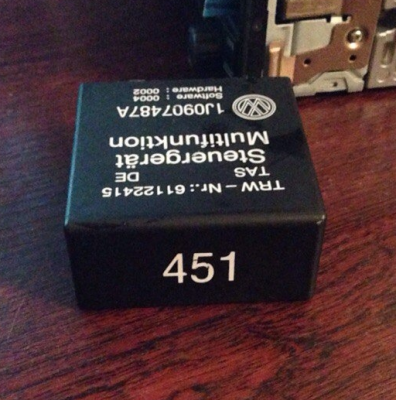 TRW-Nr.: 61122415
TAS DE
Steuergerät
Multifunktion
1J0907487A
Software : 0004
Hardware : 0002
451